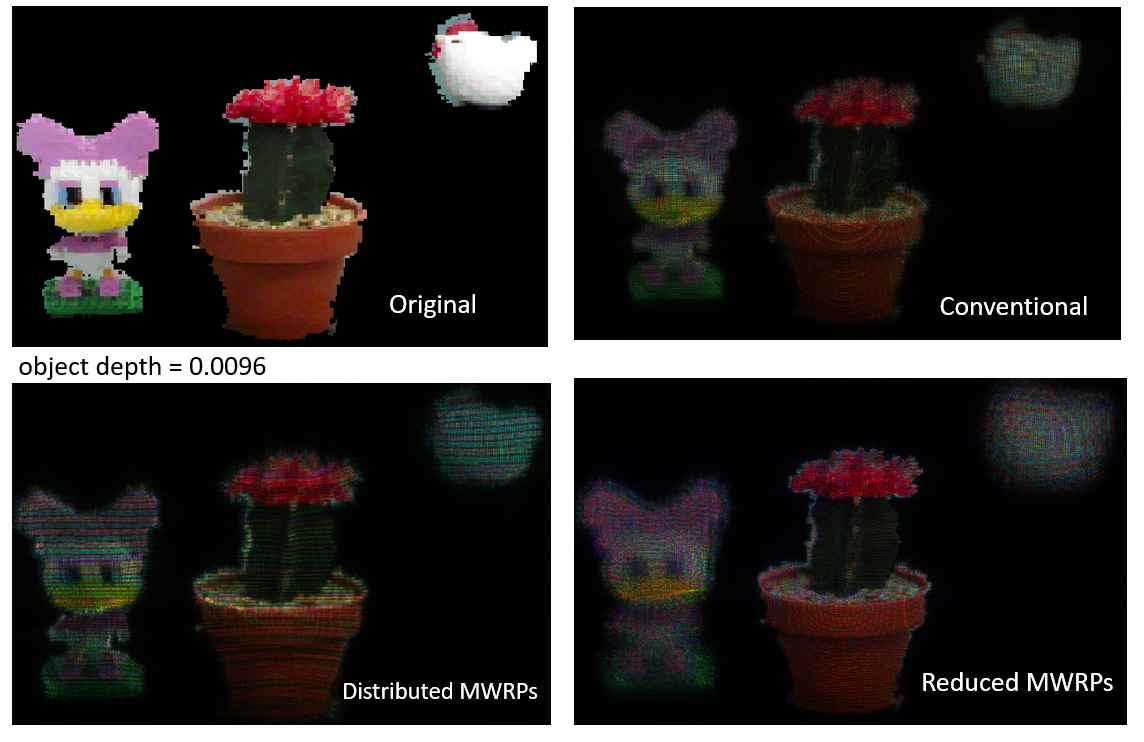 Original
Conventional
object depth = 0.0096
Distributed MWRPs
Reduced MWRPs